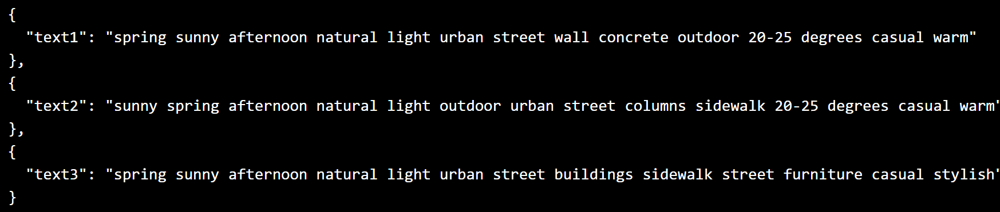 {
  "text1": "spring sunny afternoon natural light urban street wall concrete outdoor 20-25 degrees casual warm"
},
{
  "text2": "sunny spring afternoon natural light outdoor urban street columns sidewalk 20-25 degrees casual warm"
},
{
  "text3": "spring sunny afternoon natural light urban street buildings sidewalk street furniture casual stylish"
}